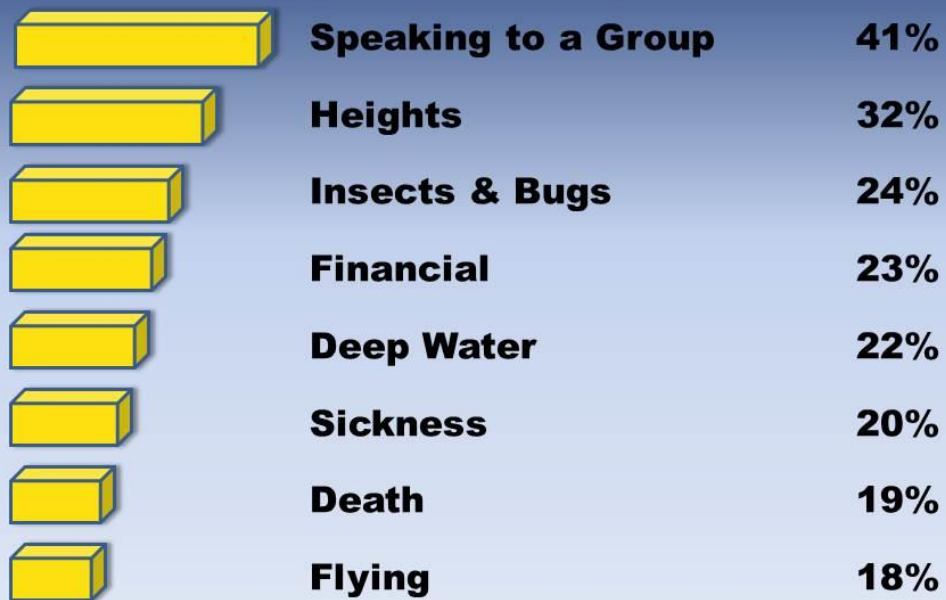 Speaking to a Group 41%
Heights 32%
Insects & Bugs 24%
Financial 23%
Deep Water 22%
Sickness 20%
Death 19%
Flying 18%